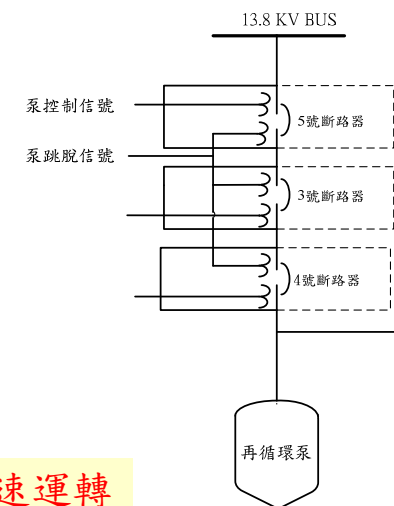 13.8 KV BUS
泵控制信號
5號斷路器
泵跳脫信號
3號斷路器
4號斷路器
再循環泵
速運轉